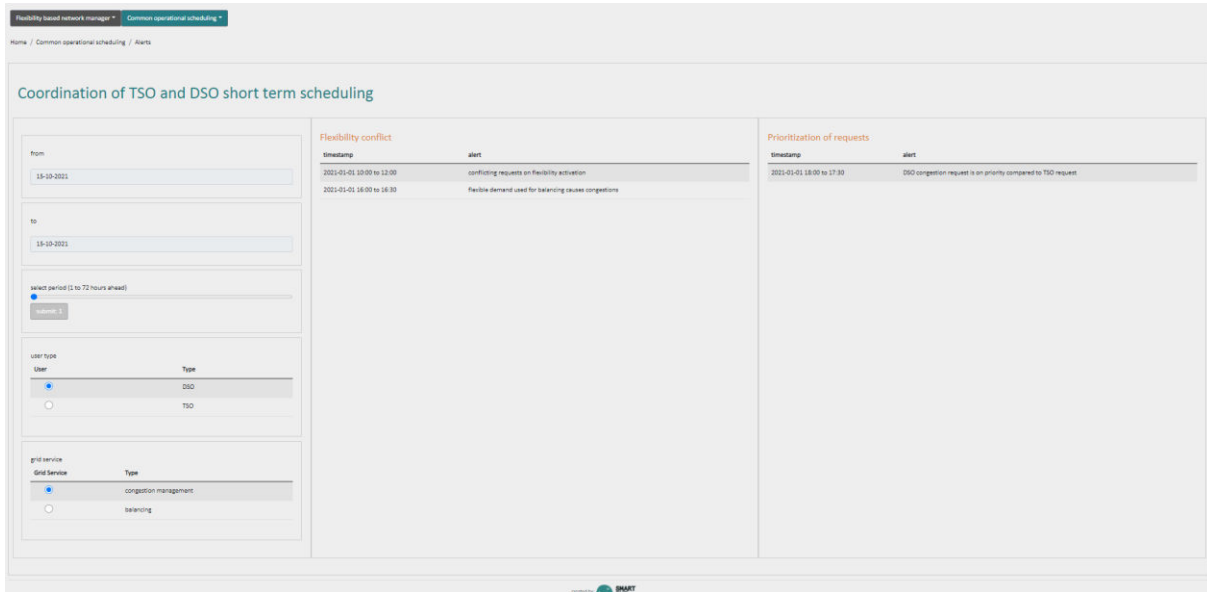 Flexibility based network manager Common operational scheduling
Home / Common operational scheduling / Alerts
Coordination of TSO and DSO short term scheduling
from
15-10-2021
to
15-10-2021
select period (1 to 72 hours ahead)
submit: 1
user type
User Type
DSO
TSO
grid service
Grid Service Type
congestion management
balancing
Flexibility conflict
timestamp alert
2021-01-01 10:00 to 12:00 conflicting requests on flexibility activation
2021-01-01 16:00 to 16:30 flexible demand used for balancing causes congestions
Prioritization of requests
timestamp alert
2021-01-01 18:00 to 17:30 DSO congestion request is on priority compared to TSO request
SMART